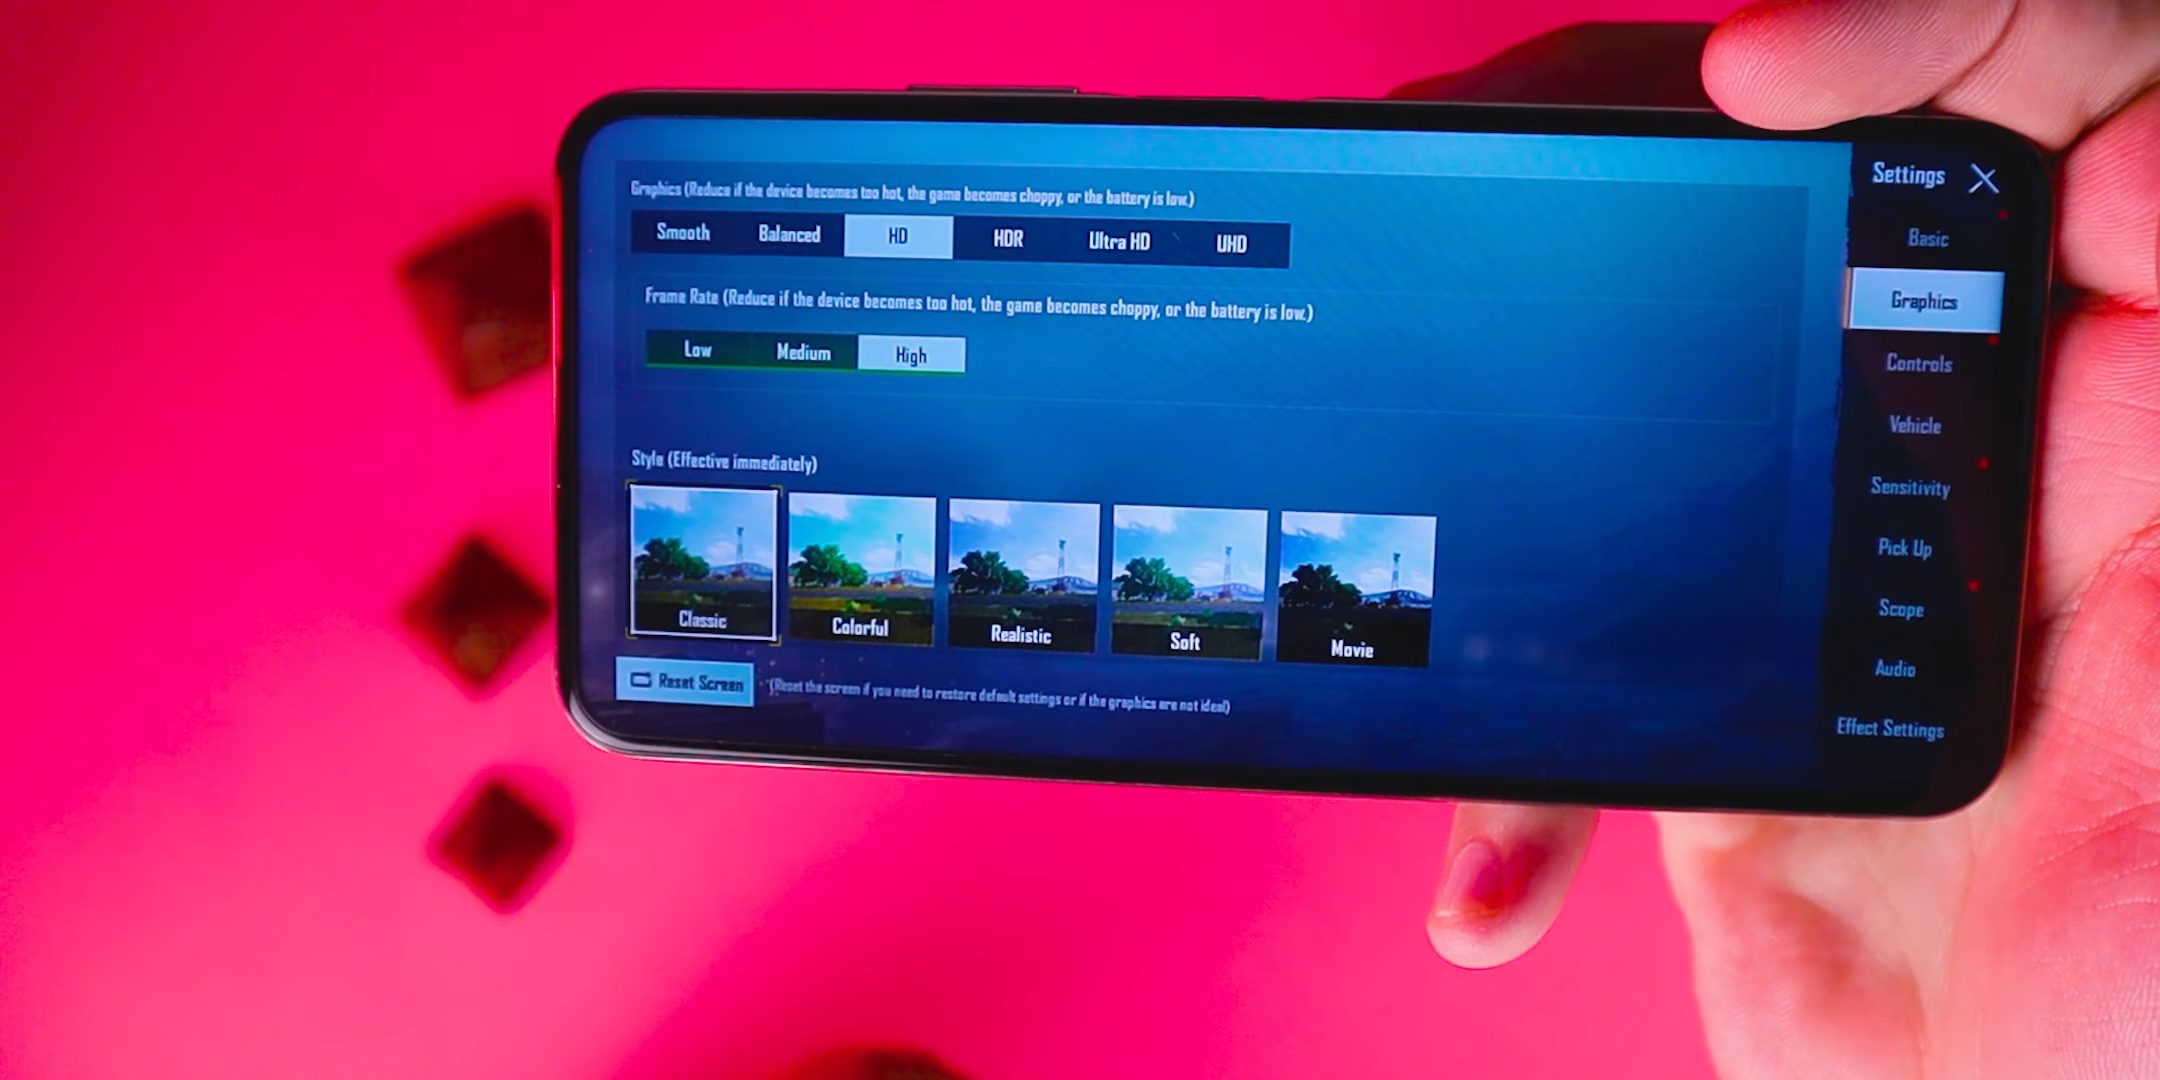 Graphics (Reduce if the device becomes too hot, the game becomes choppy, or the battery is low.)
Smooth Balanced HD HDR Ultra HD UHD
Frame Rate (Reduce if the device becomes too hot, the game becomes choppy, or the battery is low.)
Low Medium High
Style (Effective immediately)
Classic Colorful Realistic Soft Movie
Reset Screen *(Reset the screen if you need to restore default settings or if the graphics are not ideal)
Settings
Basic
Graphics
Controls
Vehicle
Sensitivity
Pick Up
Scope
Audio
Effect Settings